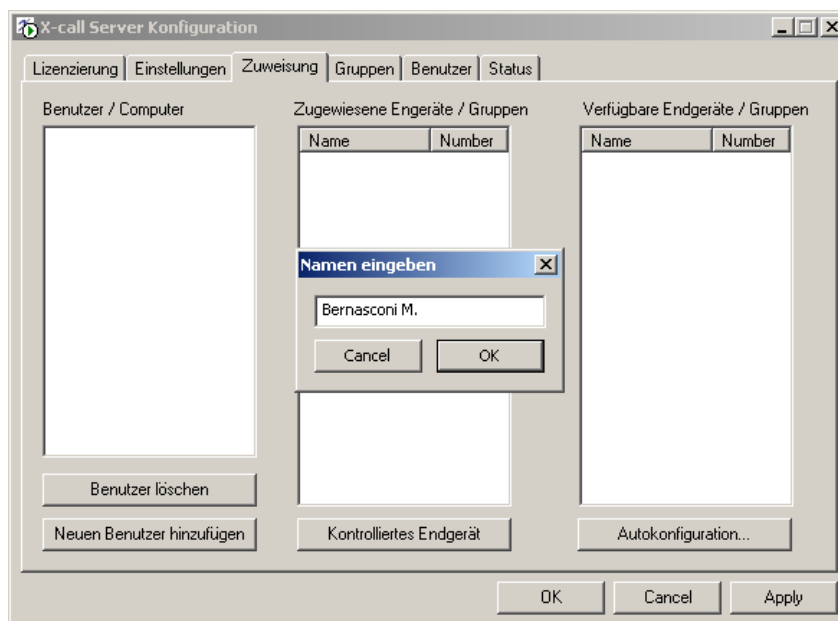 X-call Server Konfiguration
Lizenzierung Einstellungen Zuweisung Gruppen Benutzer Status
Benutzer / Computer
Zugewiesene Engeräte / Gruppen
Verfügbare Endgeräte / Gruppen
Name Number
Name Number
Namen eingeben
Bernasconi M.
Cancel OK
Benutzer löschen
Neuen Benutzer hinzufügen
Kontrolliertes Endgerät
Autokonfiguration...
OK Cancel Apply